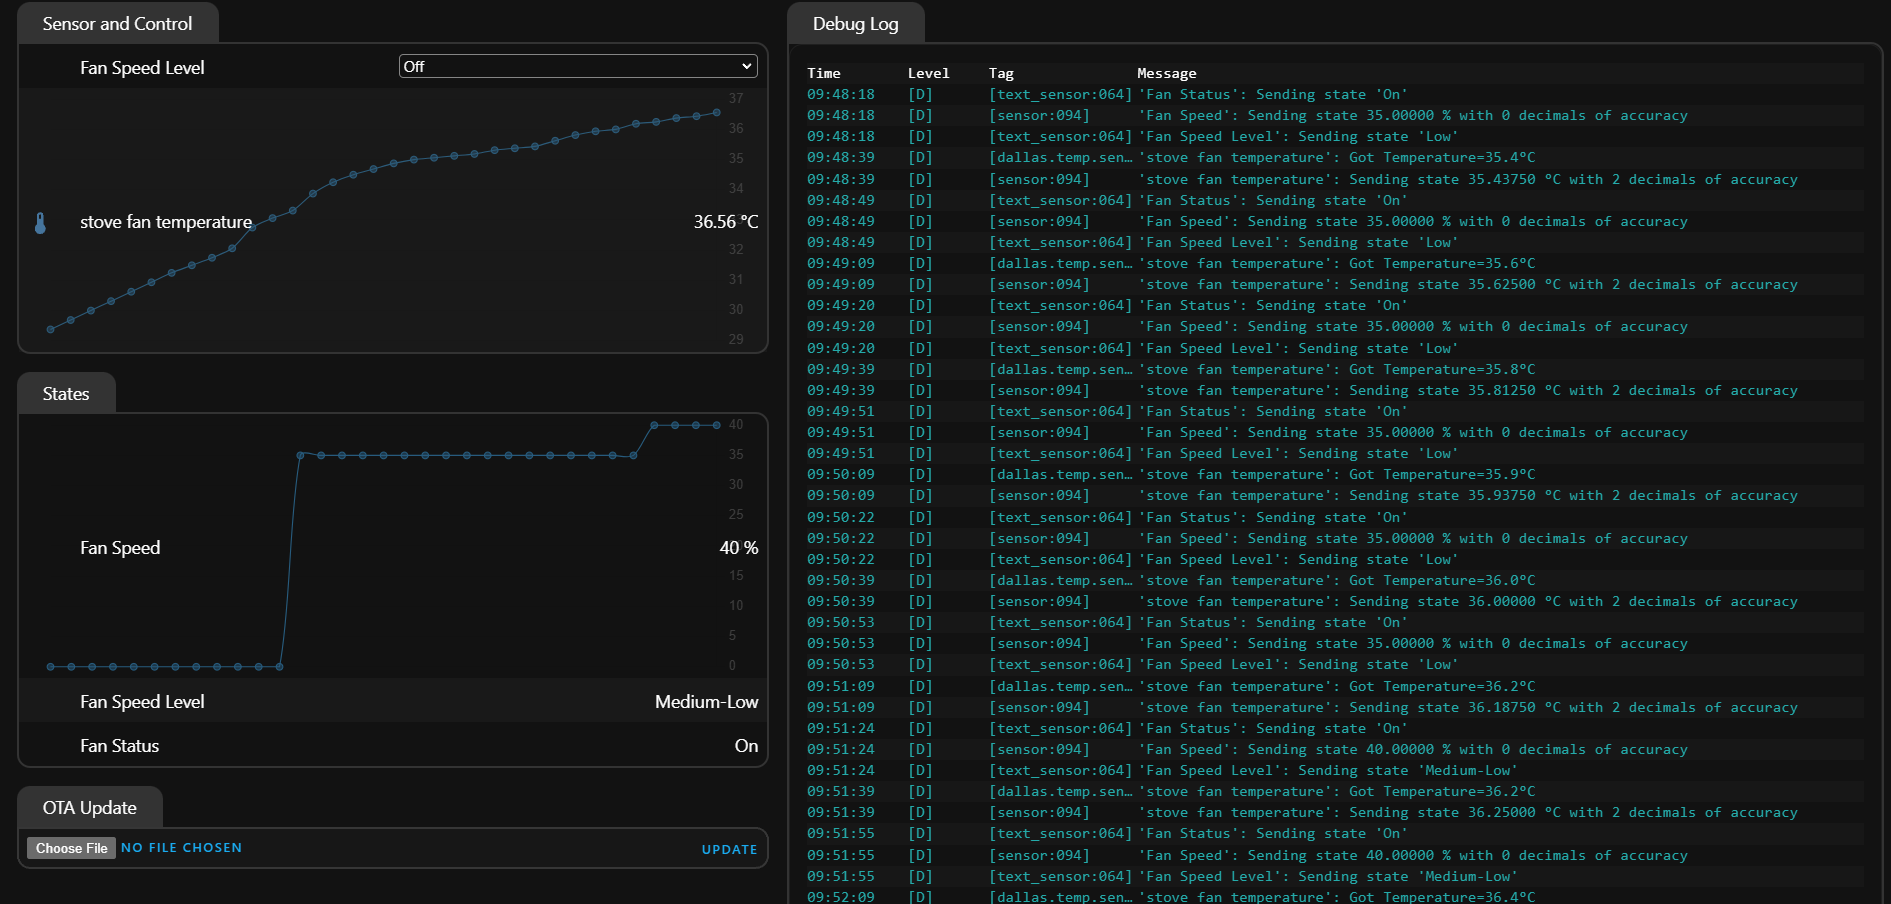 Sensor and Control
Fan Speed Level
Off
37
36
35
34
stove fan temperature
36.56 °C
32
31
30
29
States
40
35
30
25
Fan Speed
40 %
15
10
5
0
Fan Speed Level Medium-Low
Fan Status On
OTA Update
Choose File NO FILE CHOSEN UPDATE
Debug Log
Time Level Tag Message
09:48:18 [D] [text_sensor:064] 'Fan Status': Sending state 'On'
09:48:18 [D] [sensor:094] 'Fan Speed': Sending state 35.00000 % with 0 decimals of accuracy
09:48:18 [D] [text_sensor:064] 'Fan Speed Level': Sending state 'Low'
09:48:39 [D] [dallas.temp.sen… 'stove fan temperature': Got Temperature=35.4°C
09:48:39 [D] [sensor:094] 'stove fan temperature': Sending state 35.43750 °C with 2 decimals of accuracy
09:48:49 [D] [text_sensor:064] 'Fan Status': Sending state 'On'
09:48:49 [D] [sensor:094] 'Fan Speed': Sending state 35.00000 % with 0 decimals of accuracy
09:48:49 [D] [text_sensor:064] 'Fan Speed Level': Sending state 'Low'
09:49:09 [D] [dallas.temp.sen… 'stove fan temperature': Got Temperature=35.6°C
09:49:09 [D] [sensor:094] 'stove fan temperature': Sending state 35.62500 °C with 2 decimals of accuracy
09:49:20 [D] [text_sensor:064] 'Fan Status': Sending state 'On'
09:49:20 [D] [sensor:094] 'Fan Speed': Sending state 35.00000 % with 0 decimals of accuracy
09:49:20 [D] [text_sensor:064] 'Fan Speed Level': Sending state 'Low'
09:49:39 [D] [dallas.temp.sen… 'stove fan temperature': Got Temperature=35.8°C
09:49:39 [D] [sensor:094] 'stove fan temperature': Sending state 35.81250 °C with 2 decimals of accuracy
09:49:51 [D] [text_sensor:064] 'Fan Status': Sending state 'On'
09:49:51 [D] [sensor:094] 'Fan Speed': Sending state 35.00000 % with 0 decimals of accuracy
09:49:51 [D] [text_sensor:064] 'Fan Speed Level': Sending state 'Low'
09:50:09 [D] [dallas.temp.sen… 'stove fan temperature': Got Temperature=35.9°C
09:50:09 [D] [sensor:094] 'stove fan temperature': Sending state 35.93750 °C with 2 decimals of accuracy
09:50:22 [D] [text_sensor:064] 'Fan Status': Sending state 'On'
09:50:22 [D] [sensor:094] 'Fan Speed': Sending state 35.00000 % with 0 decimals of accuracy
09:50:22 [D] [text_sensor:064] 'Fan Speed Level': Sending state 'Low'
09:50:39 [D] [dallas.temp.sen… 'stove fan temperature': Got Temperature=36.0°C
09:50:39 [D] [sensor:094] 'stove fan temperature': Sending state 36.00000 °C with 2 decimals of accuracy
09:50:53 [D] [text_sensor:064] 'Fan Status': Sending state 'On'
09:50:53 [D] [sensor:094] 'Fan Speed': Sending state 35.00000 % with 0 decimals of accuracy
09:50:53 [D] [text_sensor:064] 'Fan Speed Level': Sending state 'Low'
09:51:09 [D] [dallas.temp.sen… 'stove fan temperature': Got Temperature=36.2°C
09:51:09 [D] [sensor:094] 'stove fan temperature': Sending state 36.18750 °C with 2 decimals of accuracy
09:51:24 [D] [text_sensor:064] 'Fan Status': Sending state 'On'
09:51:24 [D] [sensor:094] 'Fan Speed': Sending state 40.00000 % with 0 decimals of accuracy
09:51:24 [D] [text_sensor:064] 'Fan Speed Level': Sending state 'Medium-Low'
09:51:39 [D] [dallas.temp.sen… 'stove fan temperature': Got Temperature=36.2°C
09:51:39 [D] [sensor:094] 'stove fan temperature': Sending state 36.25000 °C with 2 decimals of accuracy
09:51:55 [D] [text_sensor:064] 'Fan Status': Sending state 'On'
09:51:55 [D] [sensor:094] 'Fan Speed': Sending state 40.00000 % with 0 decimals of accuracy
09:51:55 [D] [text_sensor:064] 'Fan Speed Level': Sending state 'Medium-Low'
09:52:09 [D] [dallas.temp.sen… 'stove fan temperature': Got Temperature=36.4°C